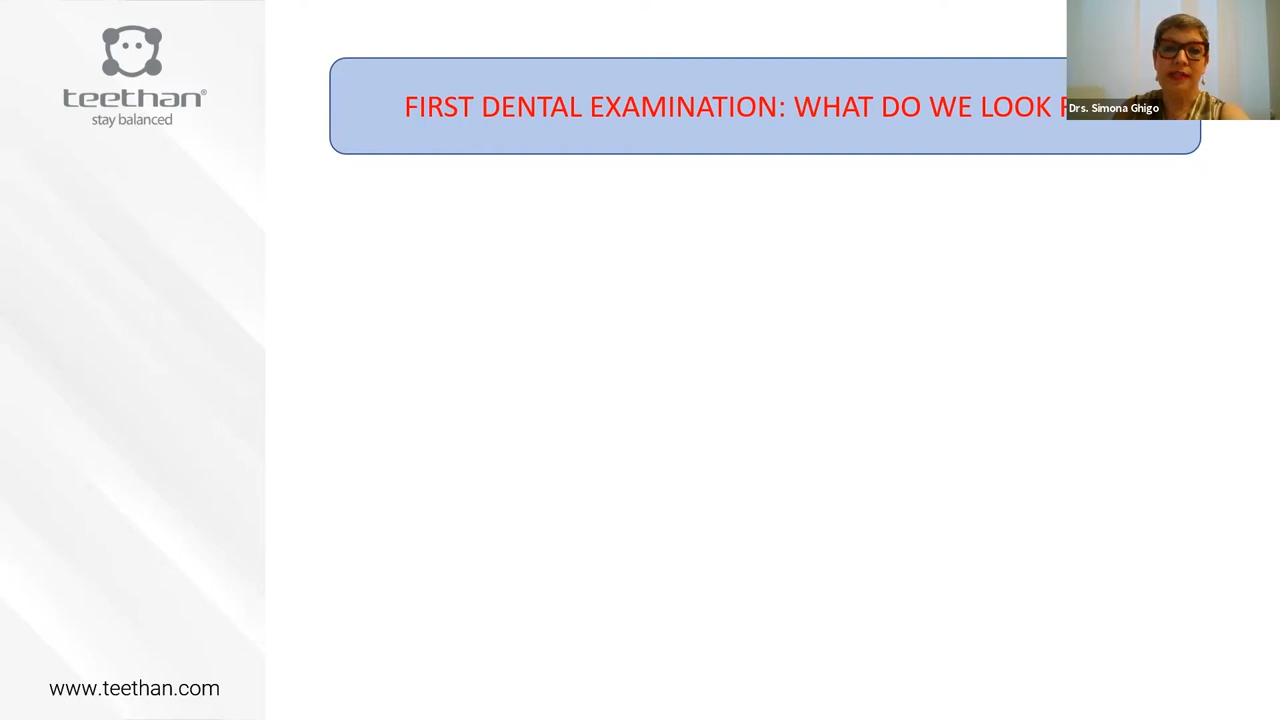 teethan®
stay balanced
FIRST DENTAL EXAMINATION: WHAT DO WE LOOK
Drs. Simona Ghigo
www.teethan.com